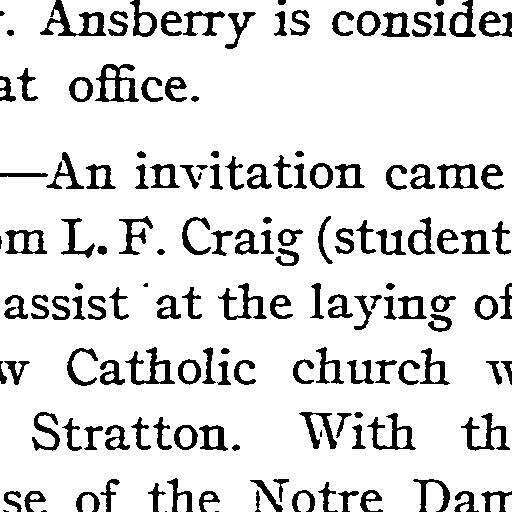 . Ansberry is consider
at office.
—An invitation came
om L. F. Craig (student
assist at the laying of
w Catholic church w
Stratton. With th
se of the Notre Dam